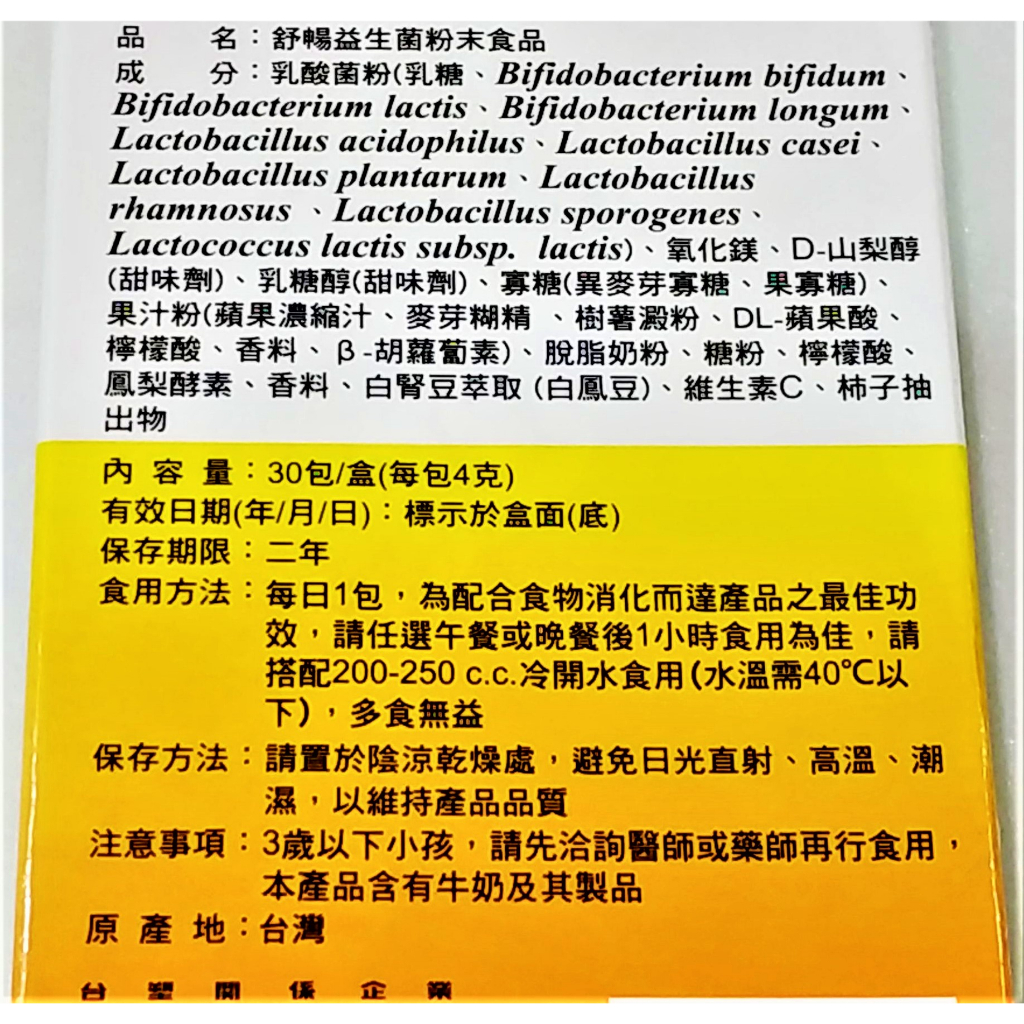 品　　名：舒暢益生菌粉末食品
成　　分：乳酸菌粉(乳糖、Bifidobacterium bifidum、
Bifidobacterium lactis、Bifidobacterium longum、
Lactobacillus acidophilus、Lactobacillus casei、
Lactobacillus plantarum、Lactobacillus
rhamnosus 、Lactobacillus sporogenes、
Lactococcus lactis subsp. lactis)、氧化鎂、D-山梨醇
(甜味劑)、乳糖醇(甜味劑)、寡糖(異麥芽寡糖、果寡糖)、
果汁粉(蘋果濃縮汁、麥芽糊精 、樹薯澱粉、DL-蘋果酸、
檸檬酸、香料、β-胡蘿蔔素)、脫脂奶粉、糖粉、檸檬酸、
鳳梨酵素、香料、白腎豆萃取 (白鳳豆)、維生素C、柿子抽
出物
內 容 量：30包/盒(每包4克)
有效日期(年/月/日)：標示於盒面(底)
保存期限：二年
食用方法：每日1包，為配合食物消化而達產品之最佳功
效，請任選午餐或晚餐後1小時食用為佳，請
搭配200-250 c.c.冷開水食用(水溫需40℃以
下)，多食無益
保存方法：請置於陰涼乾燥處，避免日光直射、高溫、潮
濕，以維持產品品質
注意事項：3歲以下小孩，請先洽詢醫師或藥師再行食用，
本產品含有牛奶及其製品
原 產 地：台灣
台塑關係企業